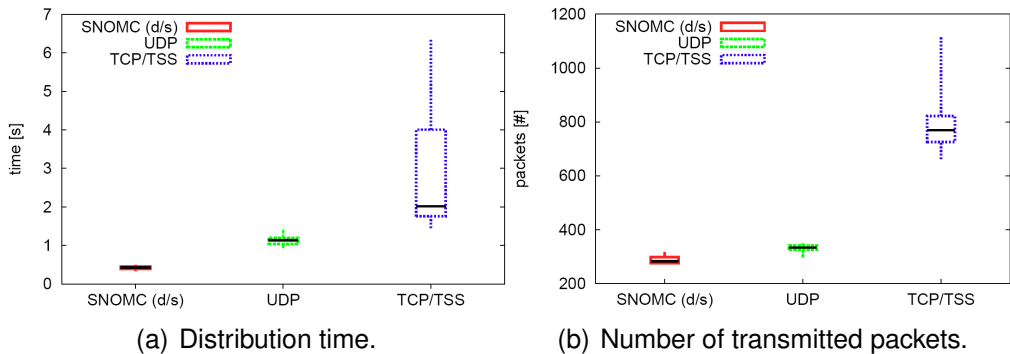 SNOMC (d/s)
UDP
TCP/TSS
7
6
5
4
3
2
1
0
time [s]
SNOMC (d/s) UDP TCP/TSS
(a) Distribution time.
SNOMC (d/s)
UDP
TCP/TSS
1200
1000
800
600
400
200
packets [#]
SNOMC (d/s) UDP TCP/TSS
(b) Number of transmitted packets.